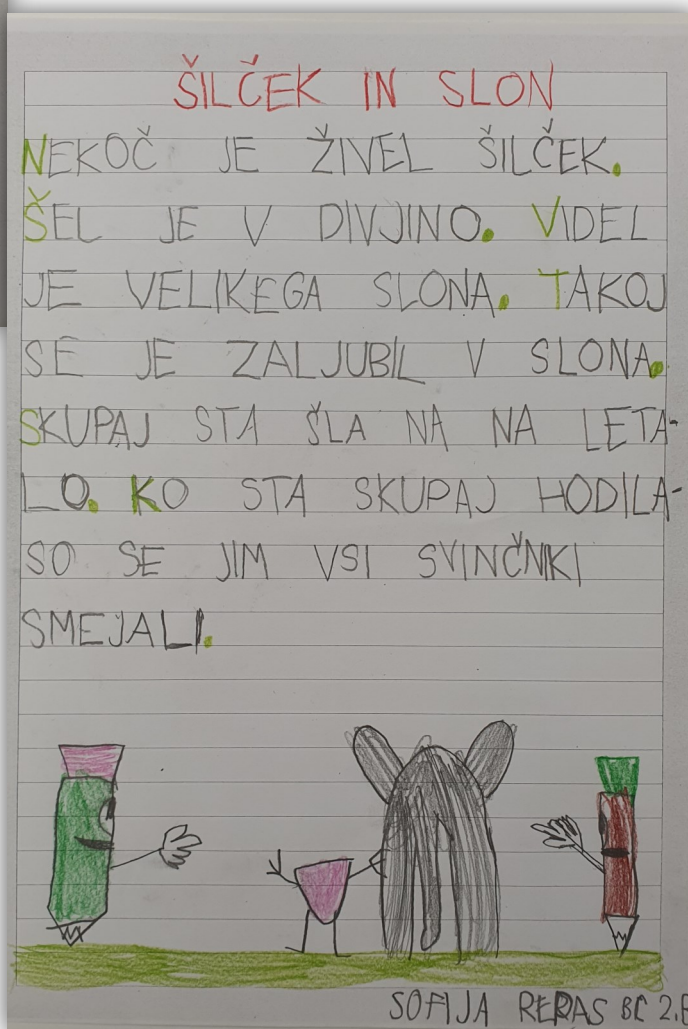 ŠILČEK IN SLON
NEKOČ JE ŽIVEL ŠILČEK.
ŠEL JE V DIVJINO. VIDEL
JE VELIKEGA SLONA. TAKOJ
SE JE ZALJUBIL V SLONA.
SKUPAJ STA ŠLA NA NA LETA-
LO. KO STA SKUPAJ HODILA-
SO SE JIM VSI SVINČNIKI
SMEJALI.
SOFIJA 2.